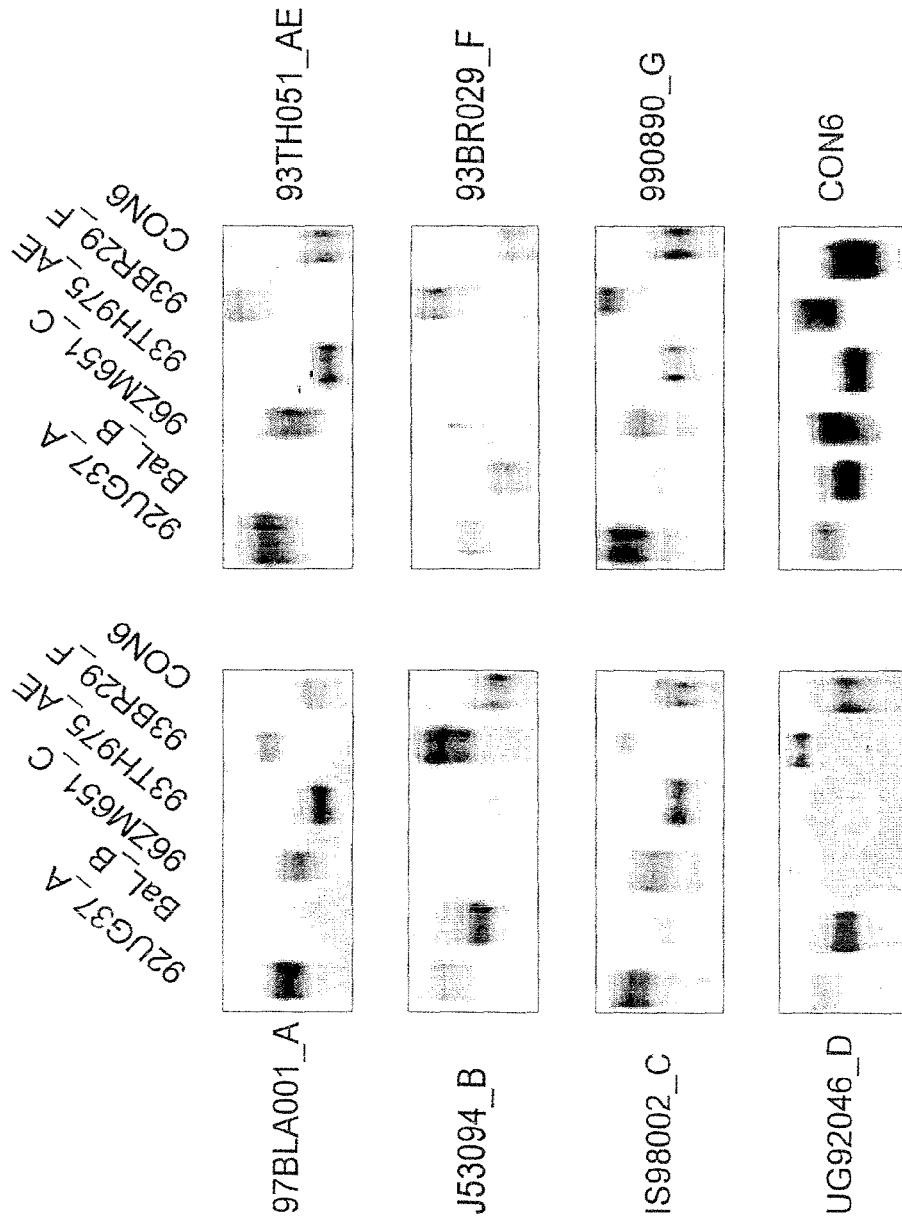 92UG37_A
BaL_B
96ZM651_C
93TH975_AE
93BR29_F
CON6
92UG37_A
BaL_B
96ZM651_C
93TH975_AE
93BR29_F
CON6
97BLA001_A
93TH051_AE
J53094_B
93BR029_F
IS98002_C
990890_G
UG92046_D
CON6